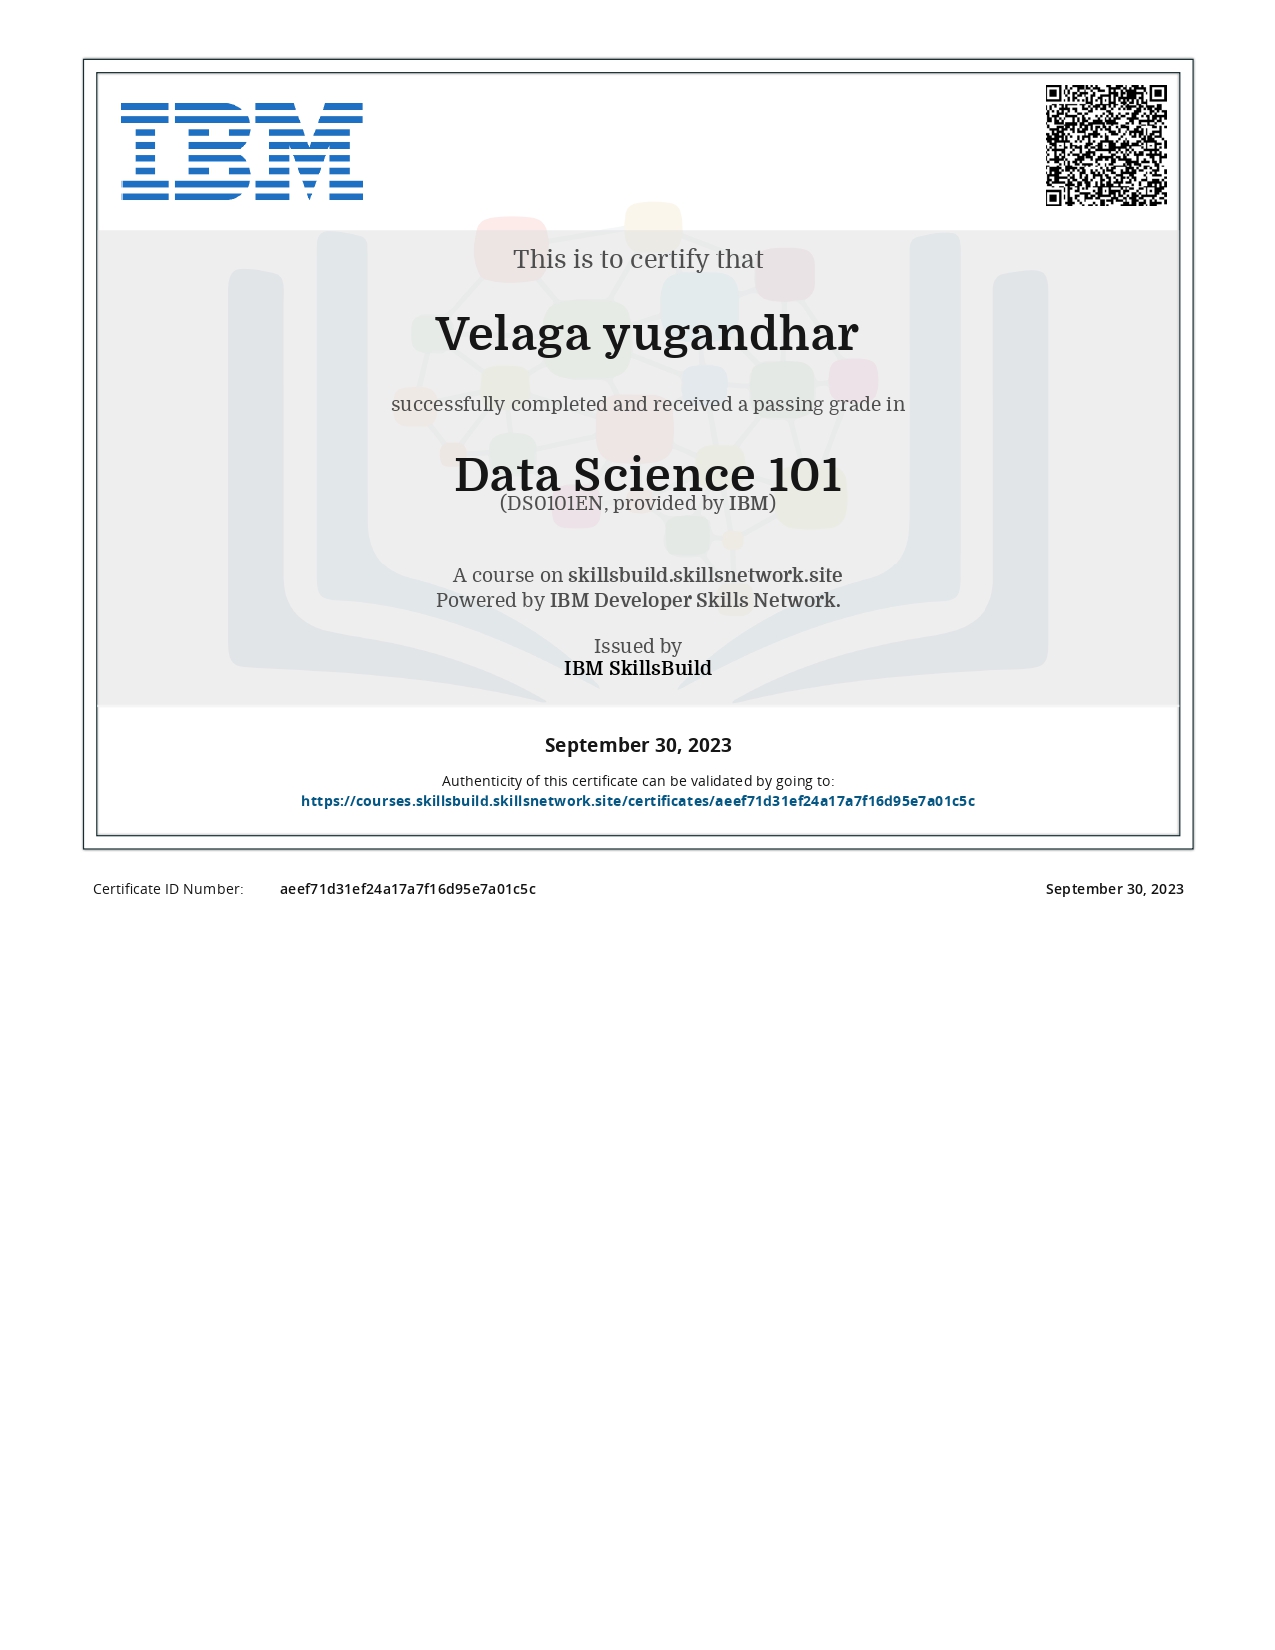 IBM
This is to certify that
Velaga yugandhar
successfully completed and received a passing grade in
Data Science 101
(DS0101EN, provided by IBM)
A course on skillsbuild.skillsnetwork.site
Powered by IBM Developer Skills Network.
Issued by
IBM SkillsBuild
September 30, 2023
Authenticity of this certificate can be validated by going to:
https://courses.skillsbuild.skillsnetwork.site/certificates/aeef71d31ef24a17a7f16d95e7a01c5c
Certificate ID Number: aeef71d31ef24a17a7f16d95e7a01c5c September 30, 2023